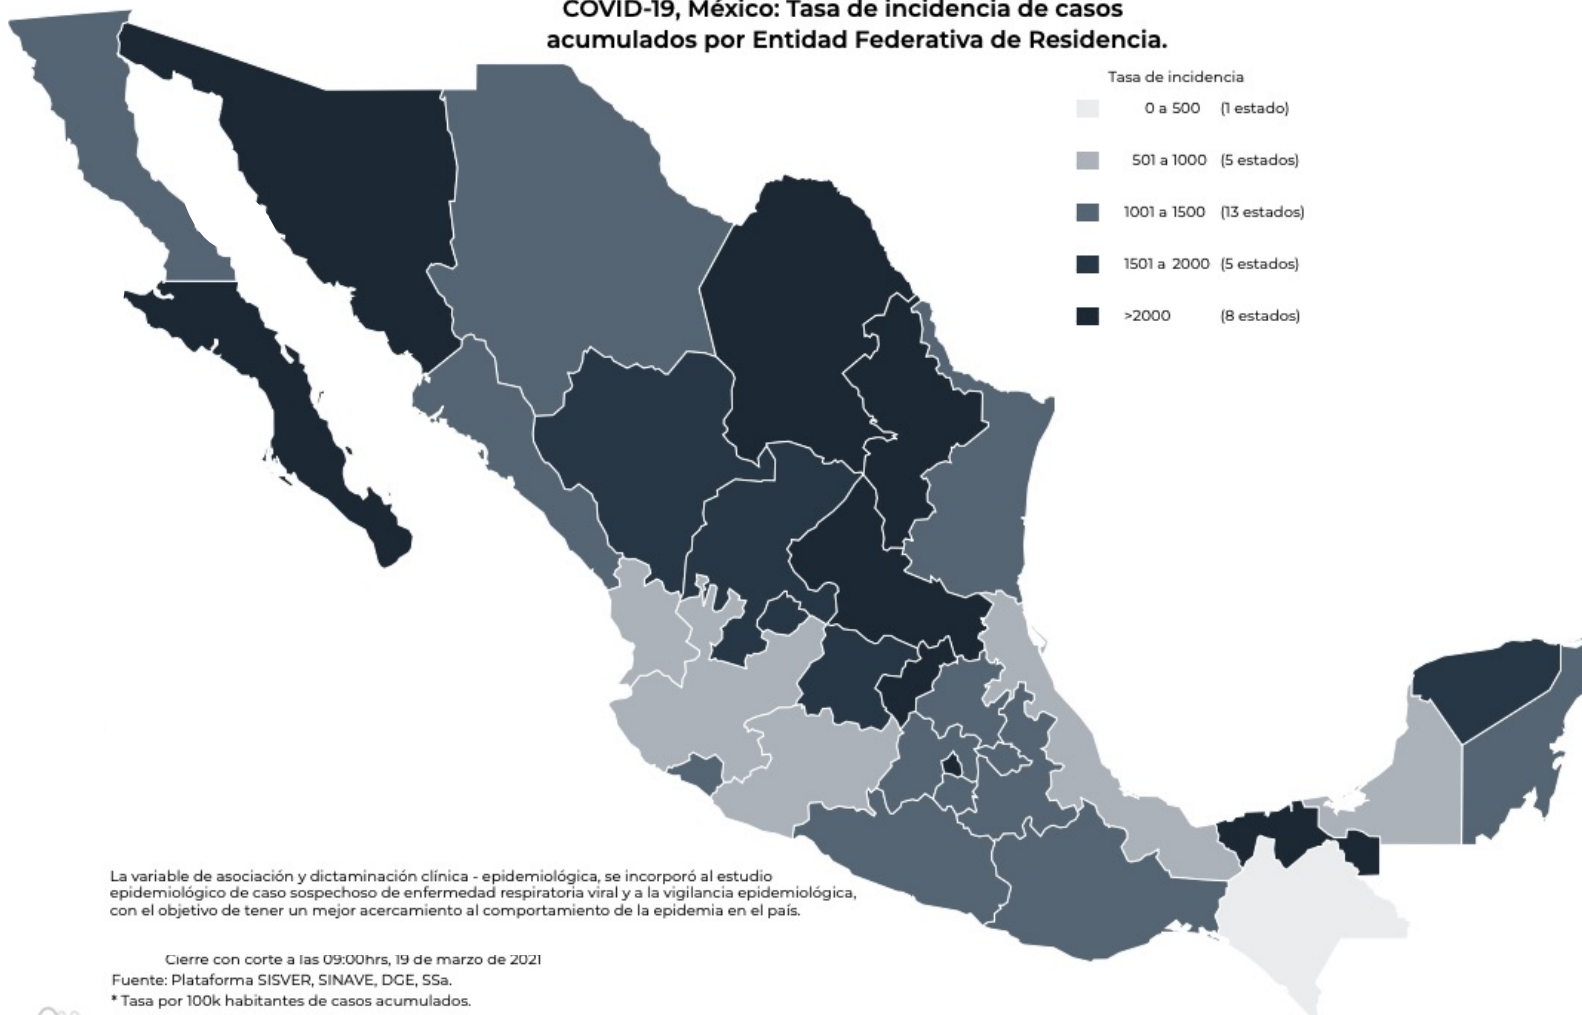 COVID-19, México: Tasa de incidencia de casos
acumulados por Entidad Federativa de Residencia.
Tasa de incidencia
0 a 500 (1 estado)
501 a 1000 (5 estados)
1001 a 1500 (13 estados)
1501 a 2000 (5 estados)
>2000 (8 estados)
La variable de asociación y dictaminación clínica - epidemiológica, se incorporó al estudio
epidemiológico de caso sospechoso de enfermedad respiratoria viral y a la vigilancia epidemiológica,
con el objetivo de tener un mejor acercamiento al comportamiento de la epidemia en el país.
Cierre con corte a las 09:00hrs, 19 de marzo de 2021
Fuente: Plataforma SISVER, SINAVE, DGE, SSa.
* Tasa por 100k habitantes de casos acumulados.